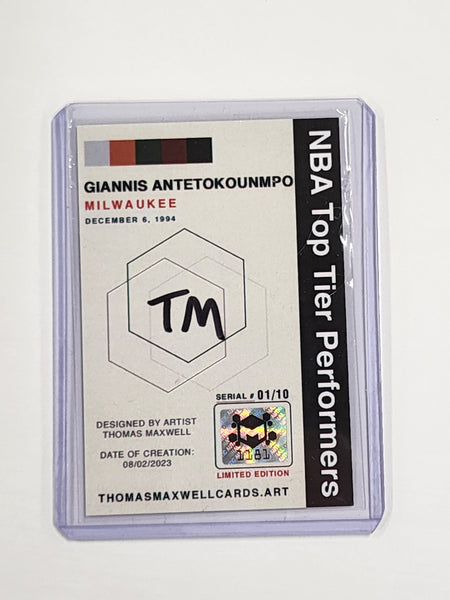 GIANNIS ANTETOKOUNMPO
MILWAUKEE
DECEMBER 6, 1994
TM
SERIAL # 01/10
1181
LIMITED EDITION
DESIGNED BY ARTIST
THOMAS MAXWELL
DATE OF CREATION:
08/02/2023
THOMASMAXWELLCARDS.ART
NBA Top Tier Performers